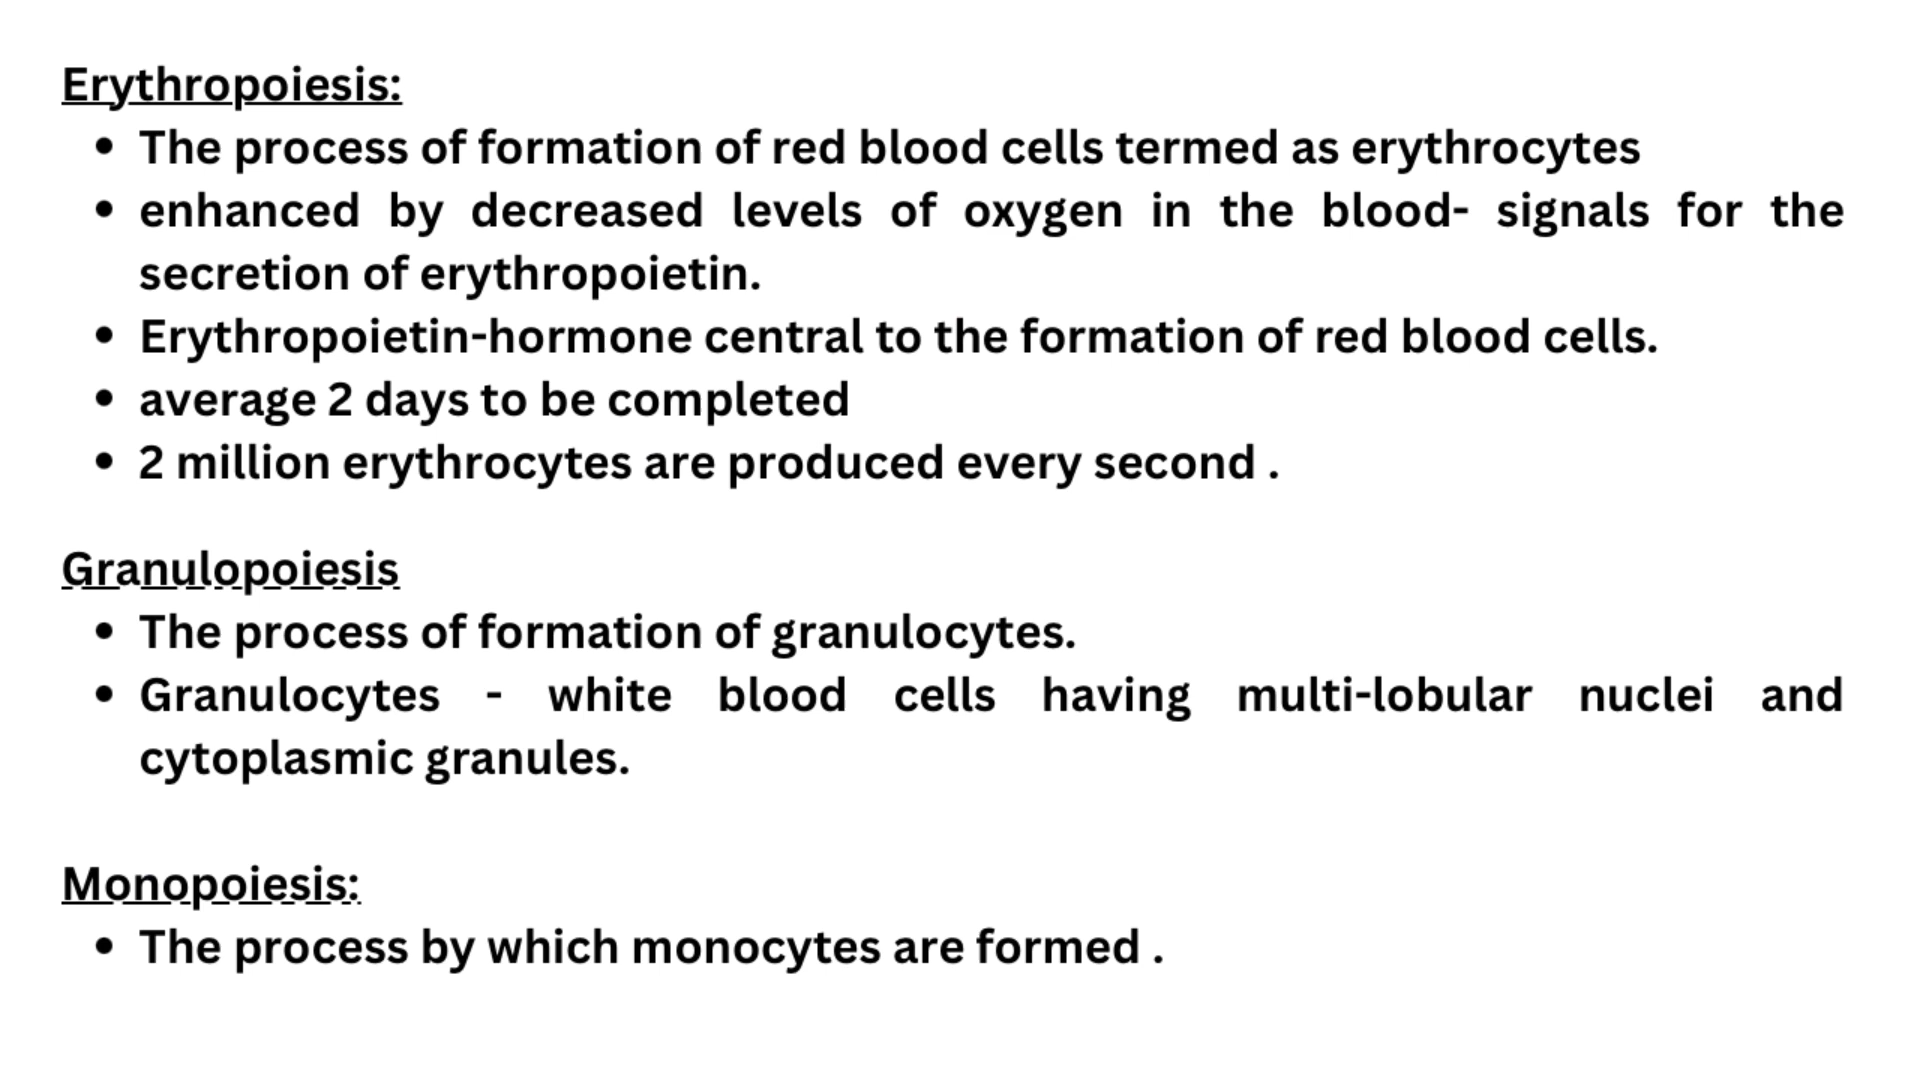 Erythropoiesis:
• The process of formation of red blood cells termed as erythrocytes
• enhanced by decreased levels of oxygen in the blood- signals for the
secretion of erythropoietin.
• Erythropoietin-hormone central to the formation of red blood cells.
• average 2 days to be completed
• 2 million erythrocytes are produced every second .
Granulopoiesis
• The process of formation of granulocytes.
• Granulocytes - white blood cells having multi-lobular nuclei and
cytoplasmic granules.
Monopoiesis:
• The process by which monocytes are formed .